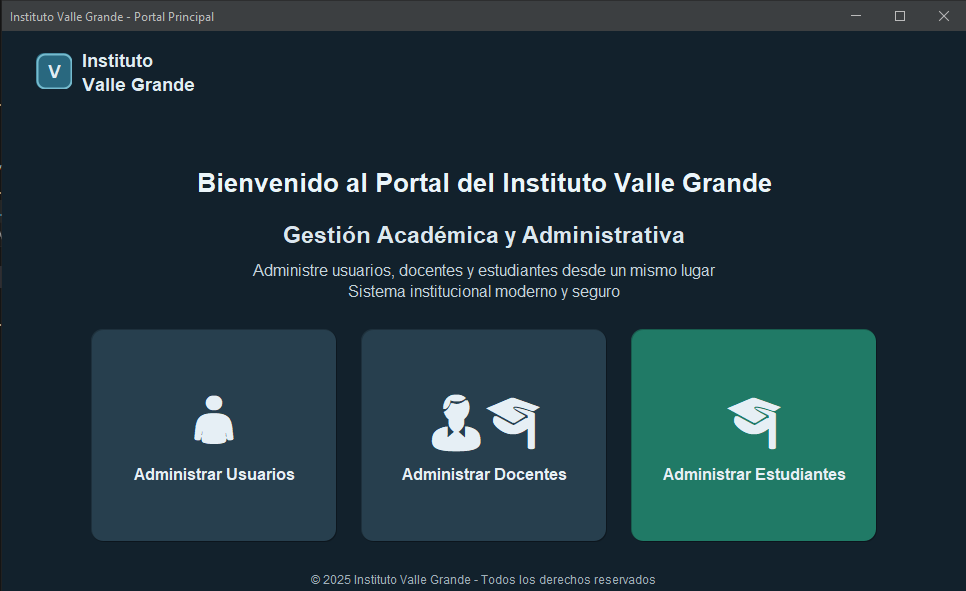 Instituto Valle Grande - Portal Principal
V
Instituto
Valle Grande
Bienvenido al Portal del Instituto Valle Grande
Gestión Académica y Administrativa
Administre usuarios, docentes y estudiantes desde un mismo lugar
Sistema institucional moderno y seguro
Administrar Usuarios
Administrar Docentes
Administrar Estudiantes
© 2025 Instituto Valle Grande - Todos los derechos reservados